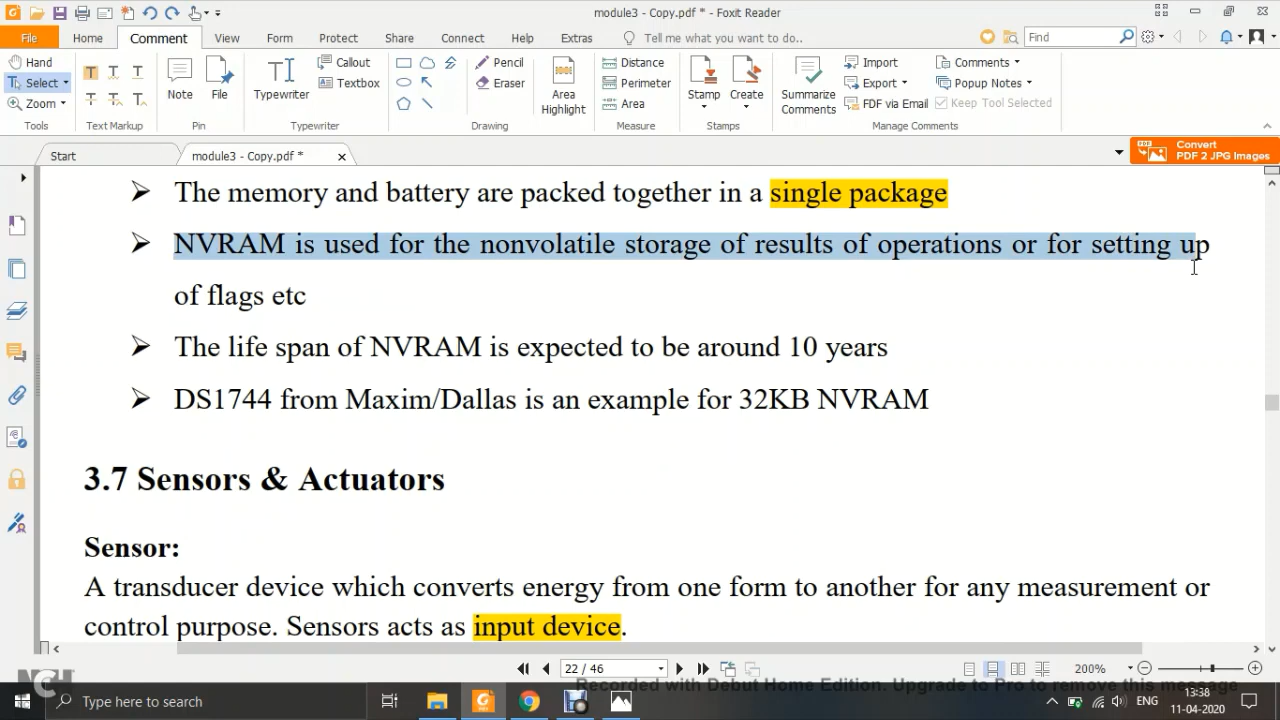 module3 - Copy.pdf * - Foxit Reader
File Home Comment View Form Protect Share Connect Help Extras Tell me what you want to do.. Find
Hand Select Zoom
Tools
Text Markup
Note File
Pin
Typewriter Callout Textbox
Typewriter
Pencil Eraser Area Highlight
Drawing
Distance Perimeter Area
Measure
Stamp Create
Stamps
Summarize Comments Import Export FDF via Email Comments Popup Notes Keep Tool Selected
Manage Comments
Start module3 - Copy.pdf * Convert PDF 2 JPG Images
➢ The memory and battery are packed together in a single package
➢ NVRAM is used for the nonvolatile storage of results of operations or for setting up
of flags etc
➢ The life span of NVRAM is expected to be around 10 years
➢ DS1744 from Maxim/Dallas is an example for 32KB NVRAM
3.7 Sensors & Actuators
Sensor:
A transducer device which converts energy from one form to another for any measurement or
control purpose. Sensors acts as input device.
22 / 46 200%
NCH
Recorded with Debut Home Edition. Upgrade to Pro to remove this message
Type here to search ENG 13:38
11-04-2020